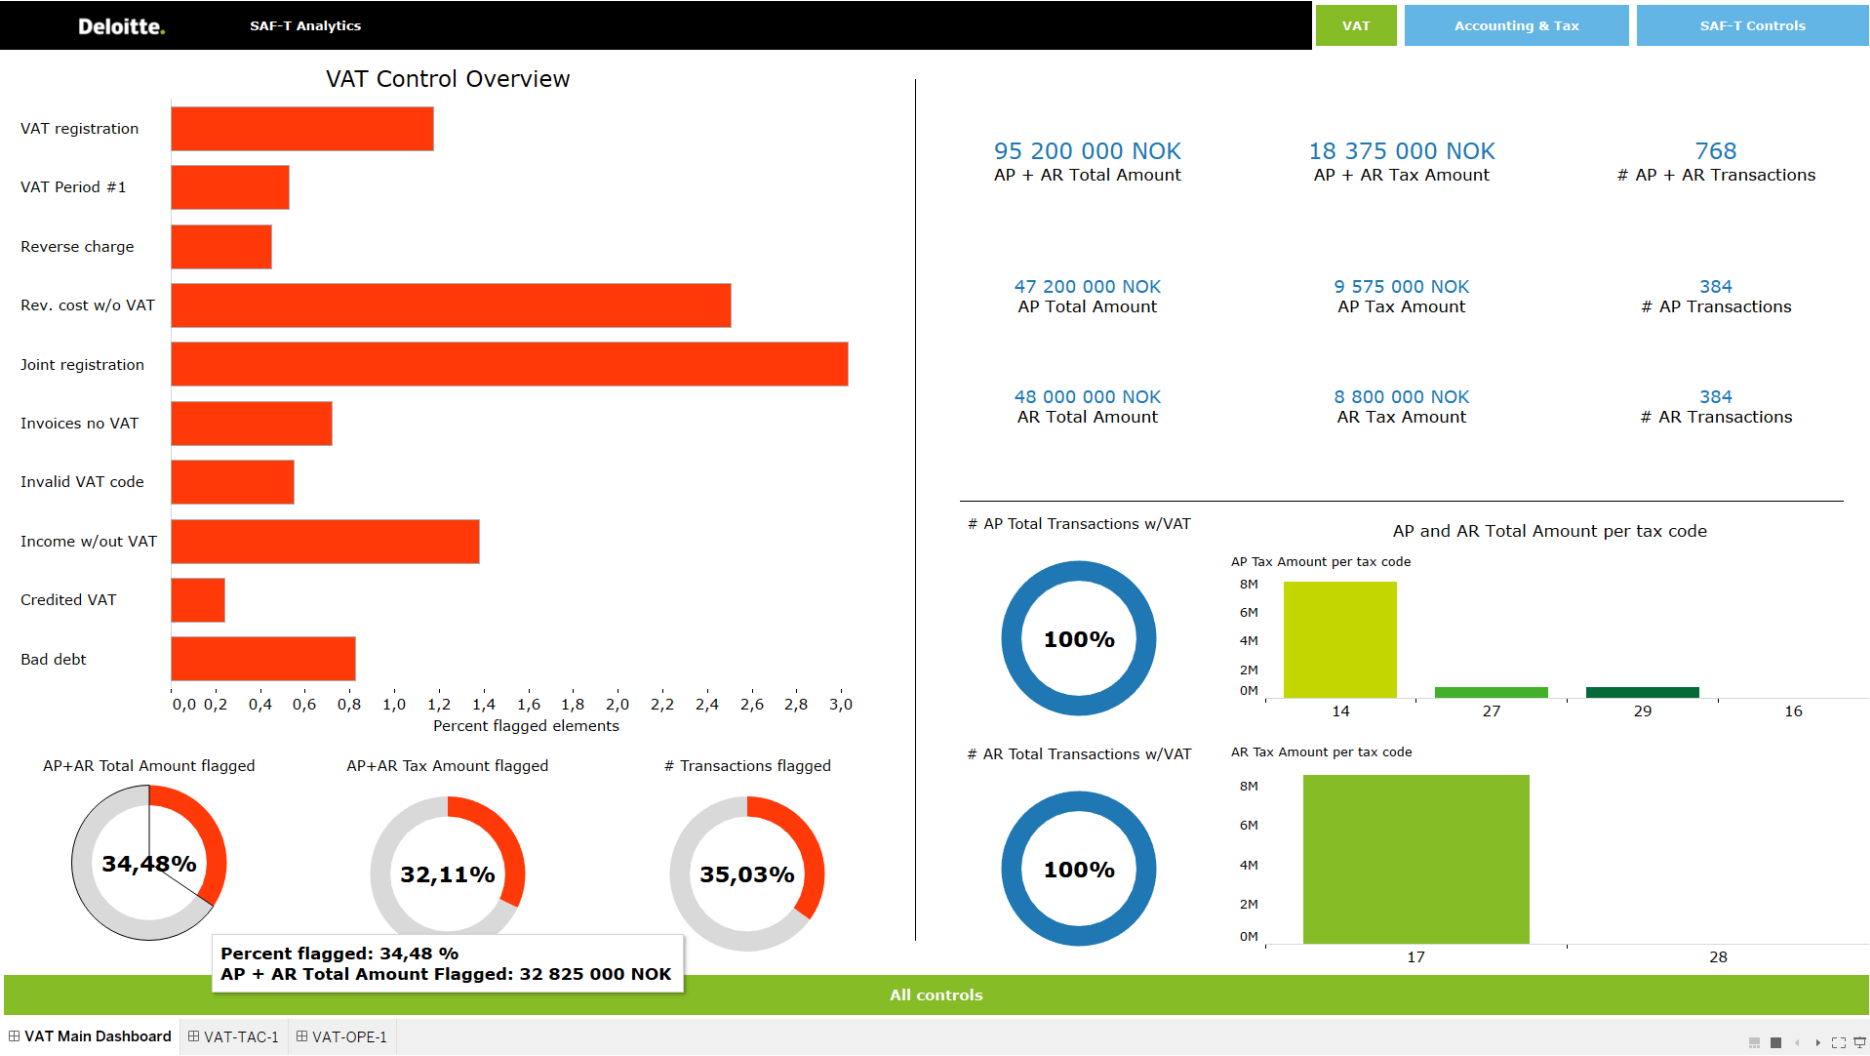 Deloitte.
SAF-T Analytics
VAT
Accounting & Tax
SAF-T Controls
VAT Control Overview
VAT registration
VAT Period #1
Reverse charge
Rev. cost w/o VAT
Joint registration
Invoices no VAT
Invalid VAT code
Income w/out VAT
Credited VAT
Bad debt
0,0 0,2 0,4 0,6 0,8 1,0 1,2 1,4 1,6 1,8 2,0 2,2 2,4 2,6 2,8 3,0
Percent flagged elements
AP+AR Total Amount flagged
34,48%
AP+AR Tax Amount flagged
32,11%
# Transactions flagged
35,03%
Percent flagged: 34,48 %
AP + AR Total Amount Flagged: 32 825 000 NOK
95 200 000 NOK
AP + AR Total Amount
18 375 000 NOK
AP + AR Tax Amount
768
# AP + AR Transactions
47 200 000 NOK
AP Total Amount
9 575 000 NOK
AP Tax Amount
384
# AP Transactions
48 000 000 NOK
AR Total Amount
8 800 000 NOK
AR Tax Amount
384
# AR Transactions
# AP Total Transactions w/VAT
100%
AP and AR Total Amount per tax code
AP Tax Amount per tax code
8M
6M
4M
2M
0M
14 27 29 16
# AR Total Transactions w/VAT
100%
AR Tax Amount per tax code
8M
6M
4M
2M
0M
17 28
All controls
VAT Main Dashboard
VAT-TAC-1
VAT-OPE-1